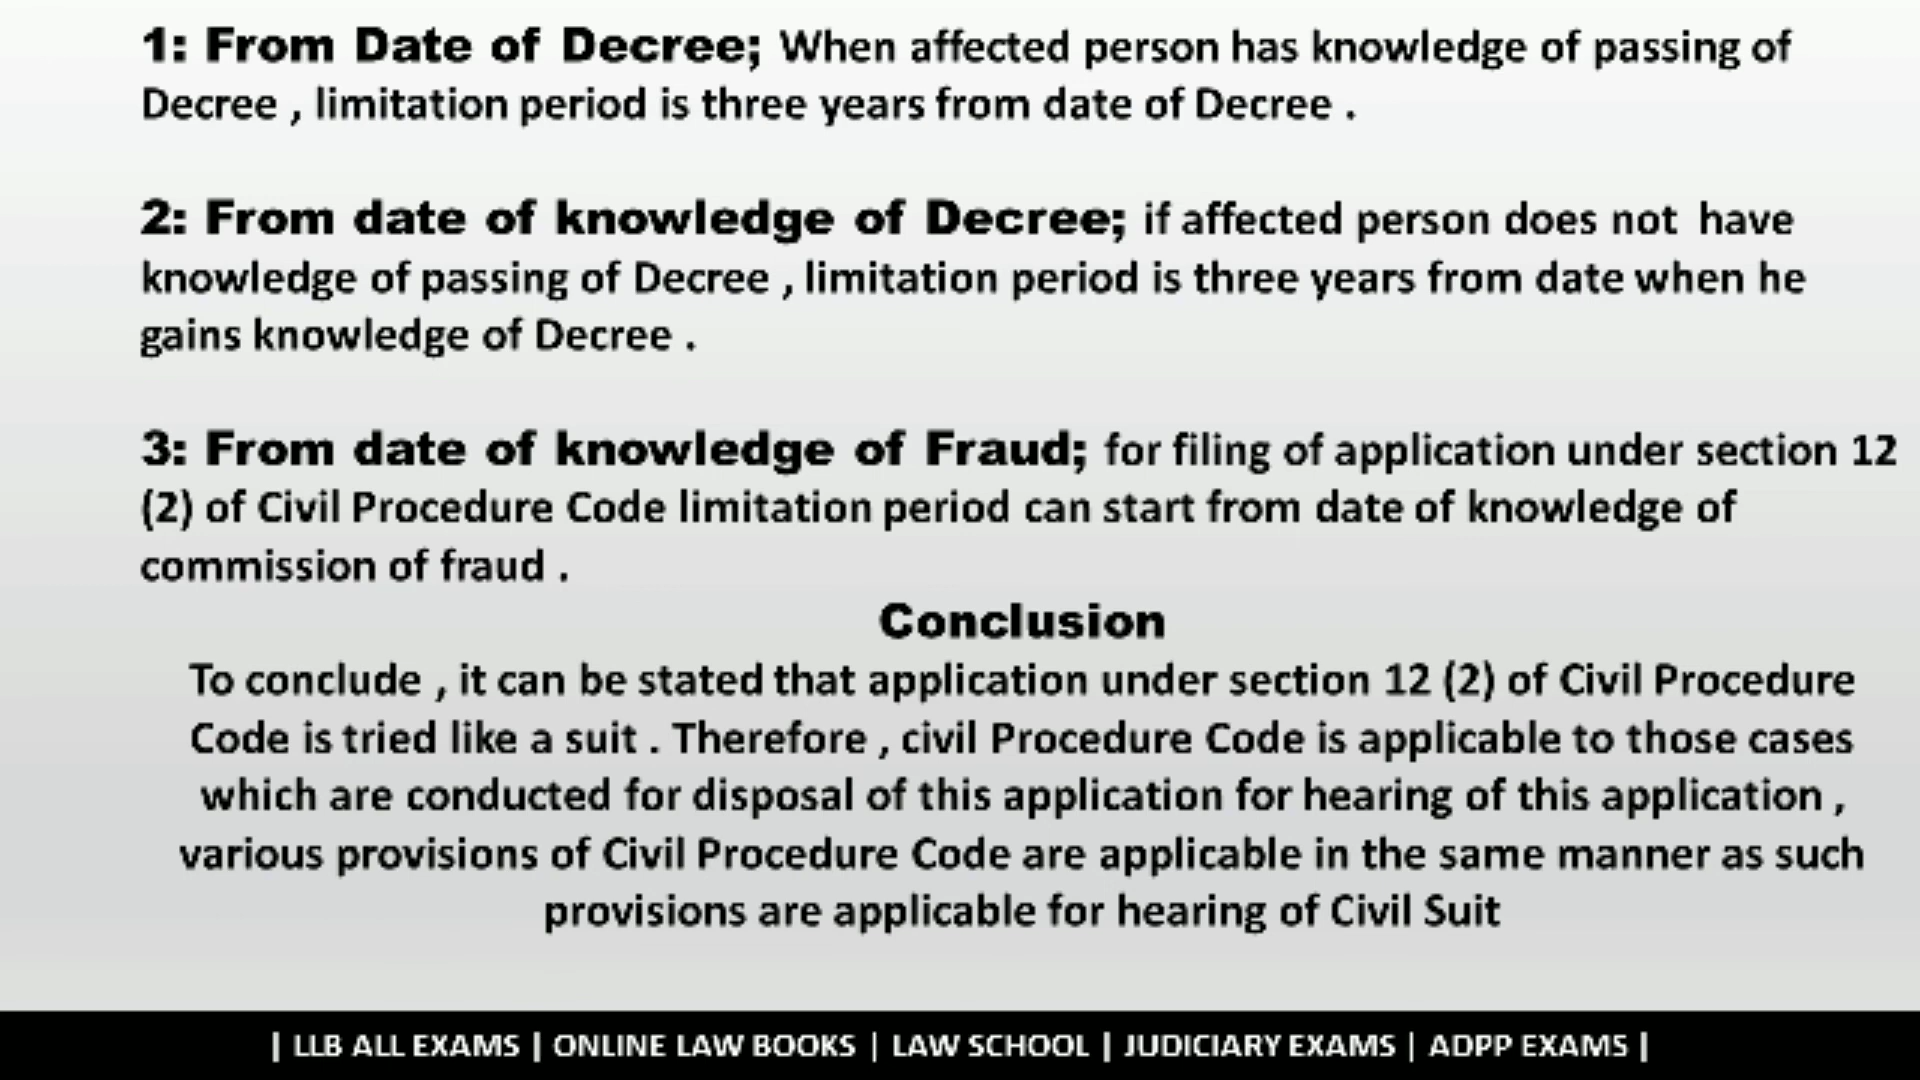 1: From Date of Decree; When affected person has knowledge of passing of
Decree , limitation period is three years from date of Decree .
2: From date of knowledge of Decree; if affected person does not have
knowledge of passing of Decree , limitation period is three years from date when he
gains knowledge of Decree .
3: From date of knowledge of Fraud; for filing of application under section 12
(2) of Civil Procedure Code limitation period can start from date of knowledge of
commission of fraud .
Conclusion
To conclude , it can be stated that application under section 12 (2) of Civil Procedure
Code is tried like a suit . Therefore , civil Procedure Code is applicable to those cases
which are conducted for disposal of this application for hearing of this application ,
various provisions of Civil Procedure Code are applicable in the same manner as such
provisions are applicable for hearing of Civil Suit
| LLB ALL EXAMS | ONLINE LAW BOOKS | LAW SCHOOL | JUDICIARY EXAMS | ADPP EXAMS |